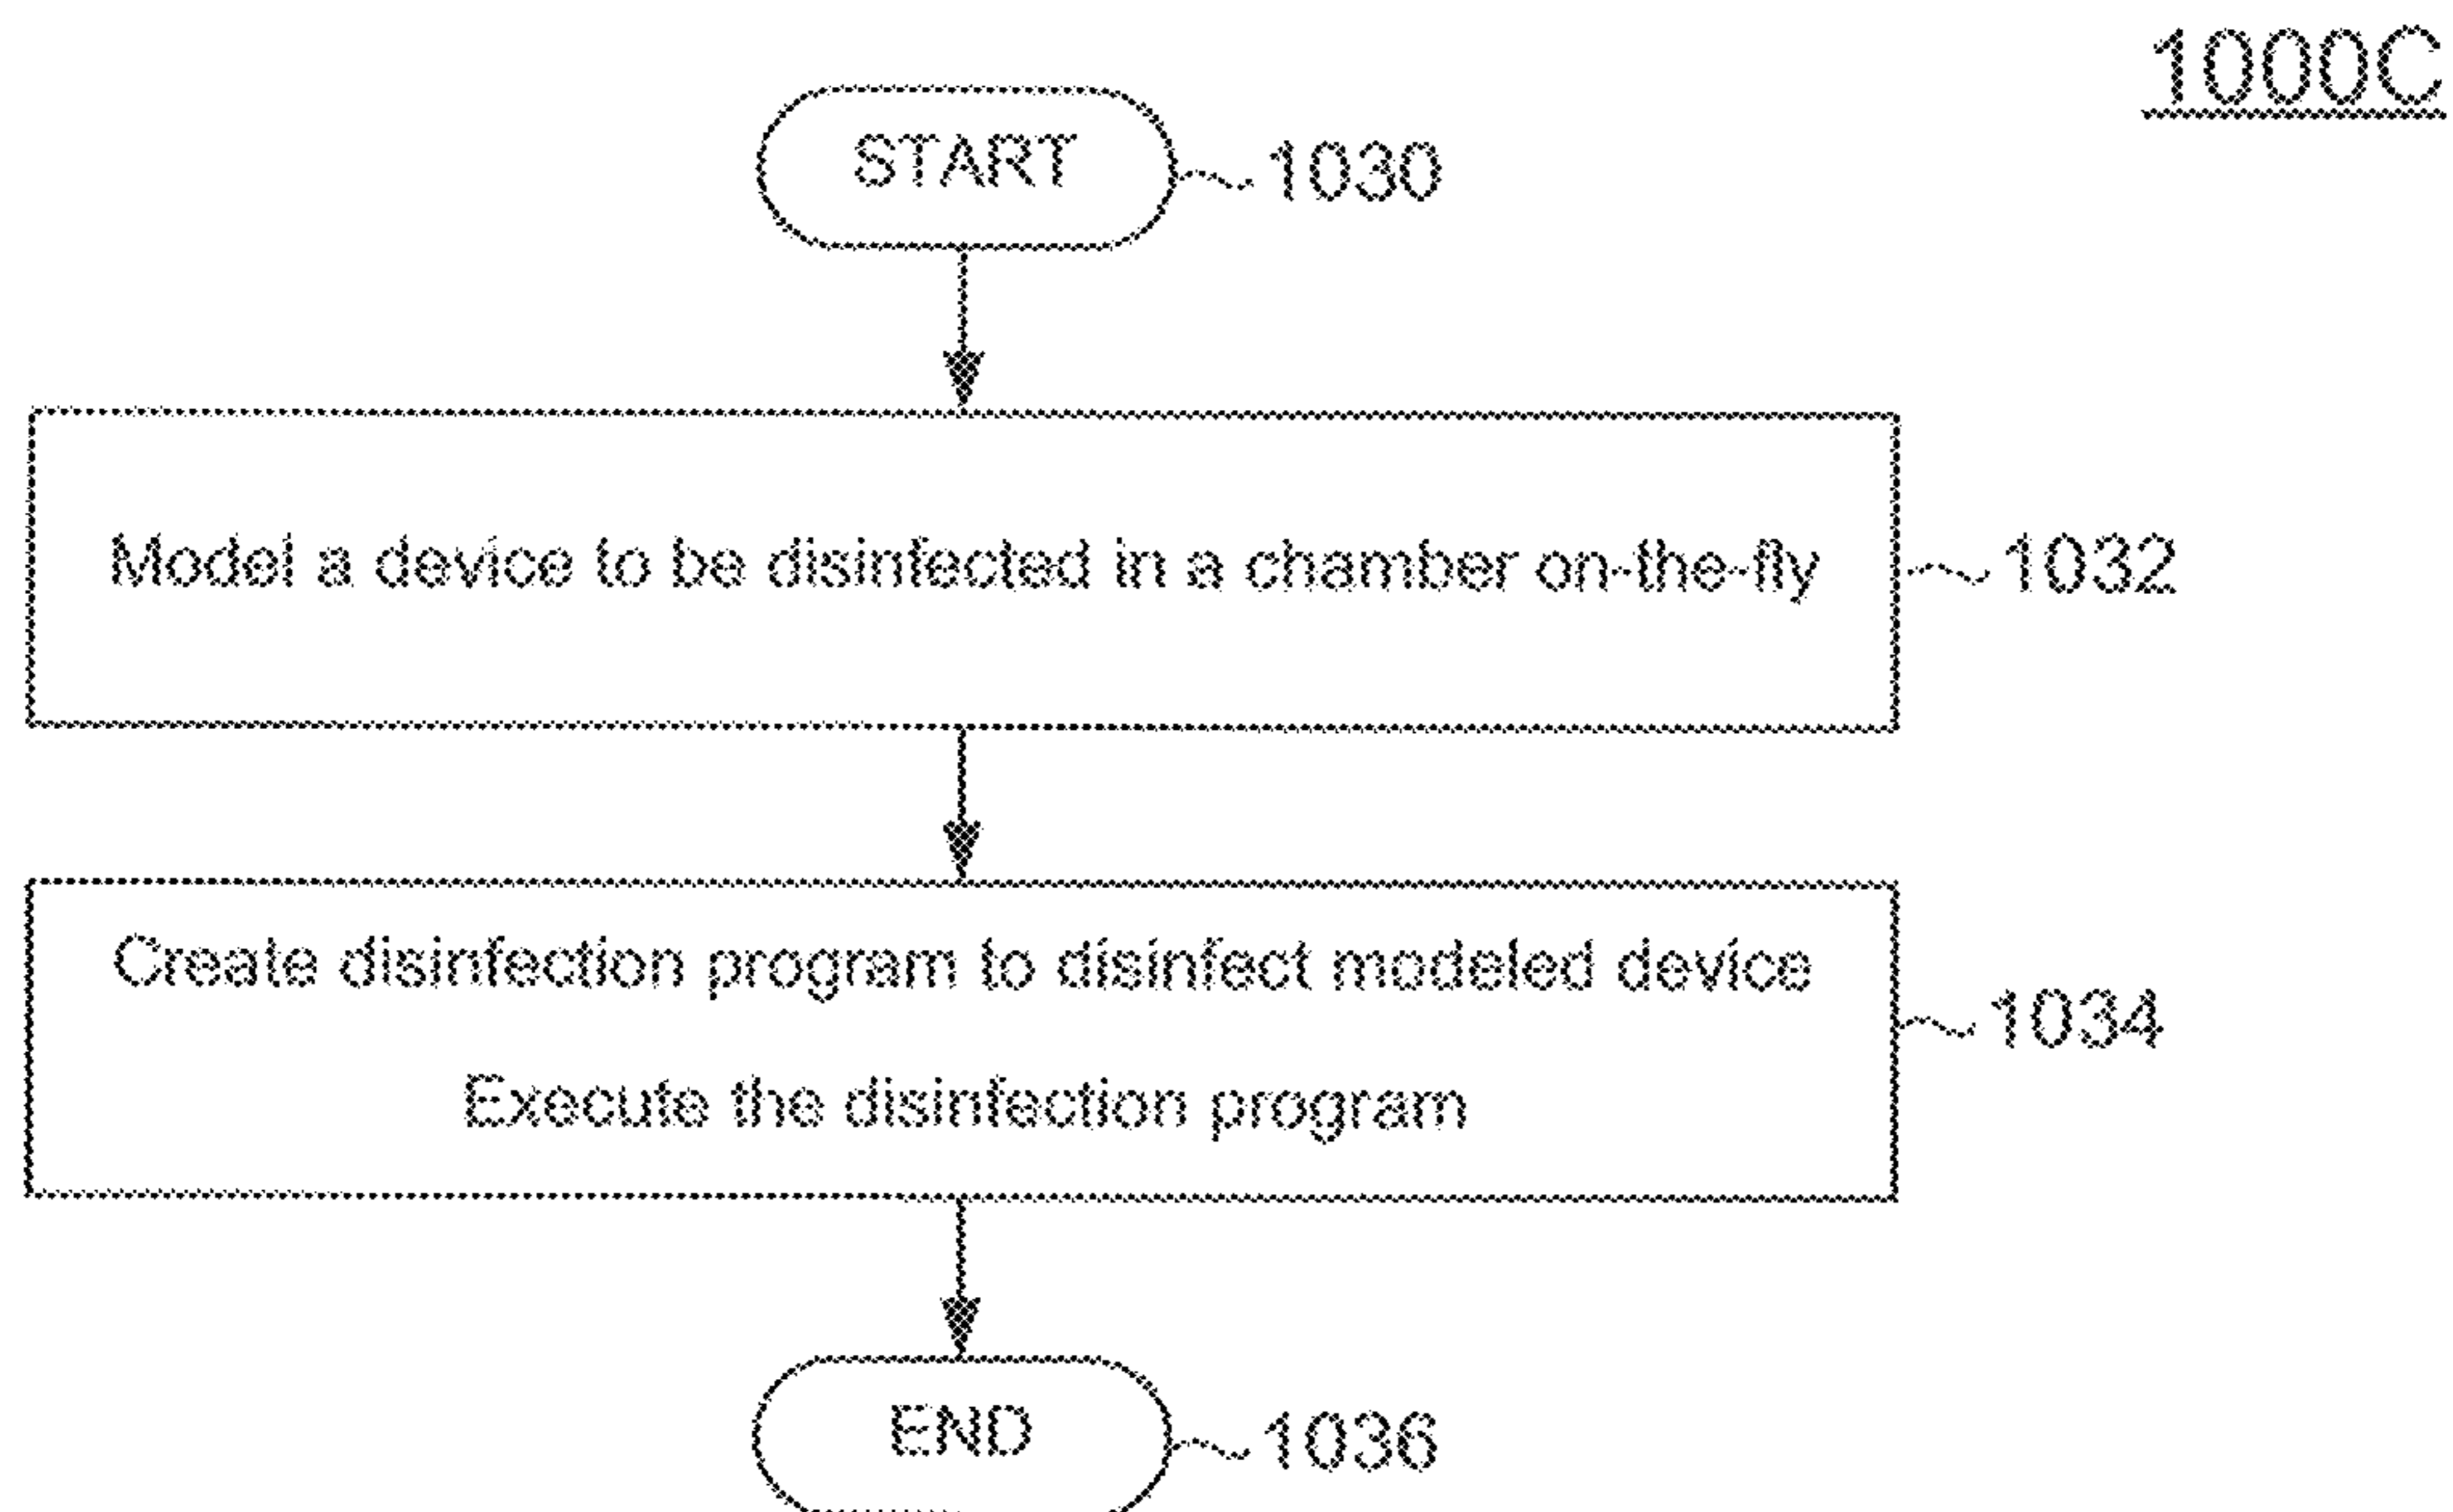 1000C
START
1030
Model a device to be disinfected in a chamber on-the-fly
1032
Create disinfection program to disinfect modeled device
1034
Execute the disinfection program
END
1036